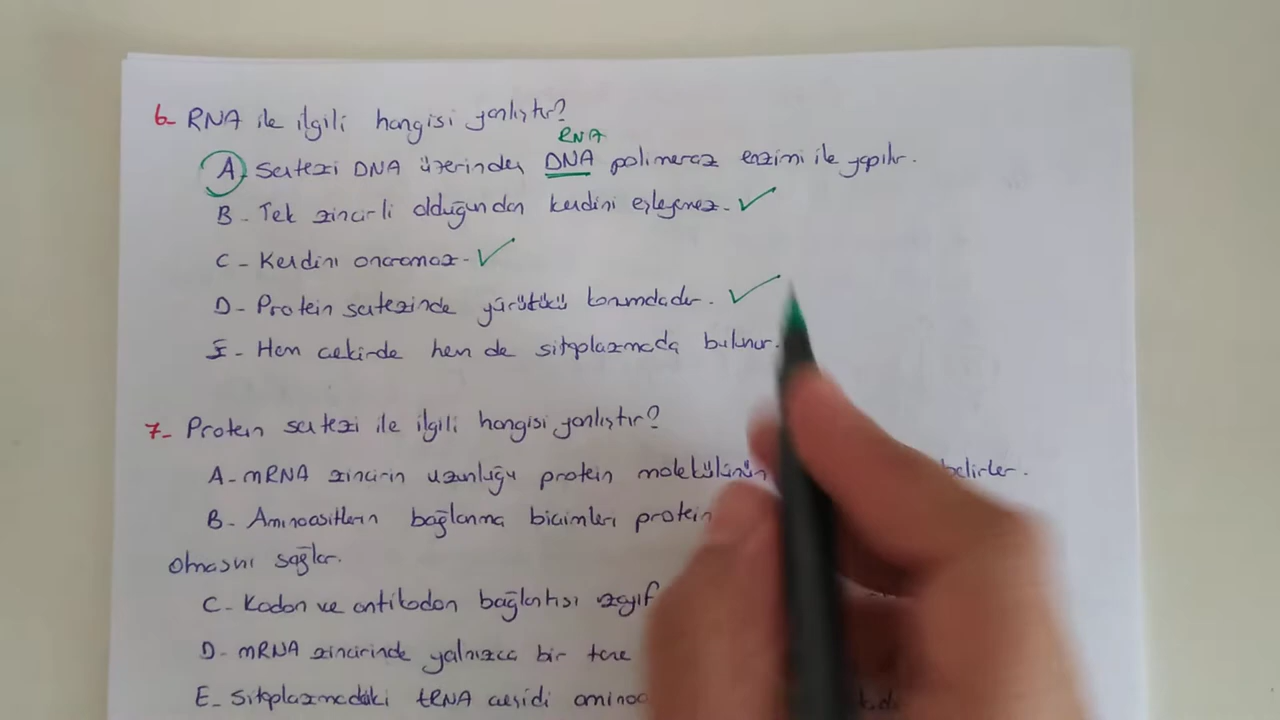 6- RNA ile ilgili hangisi yanlıştır?
RNA
A- Sentezi DNA üzerinden DNA polimeraz enzimi ile yapılır.
B- Tek zincirli olduğundan kendini eşleyemez.
C- Kendini onaramaz.
D- Protein sentezinde yürütücü konumdadır.
E- Hem çekirde hem de sitoplazmada bulunur.
7- Protein sentezi ile ilgili hangisi yanlıştır?
A- mRNA zincirin uzunluğu protein molekülünün belirler.
B- Aminoasitlerin bağlanma biçimleri protein
olmasını sağlar.
C- Kodon ve antikodon bağlantısı zayıf
D- mRNA zincirinde yalnızca bir tane
E- Sitoplazmadaki tRNA çeşidi